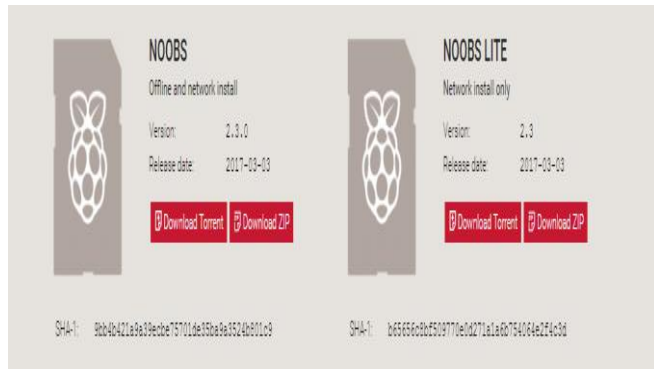 NOOBS
Offline and network install
Version: 2.3.0
Release date: 2017-03-03
Download Torrent Download ZIP
SHA-1: 9bb4b421a9a39ecbe75701de35ba9a3524b801c9
NOOBS LITE
Network install only
Version: 2.3
Release date: 2017-03-03
Download Torrent Download ZIP
SHA-1: b65656c8bf509770e0d271a1a6b754064e2f4c3d